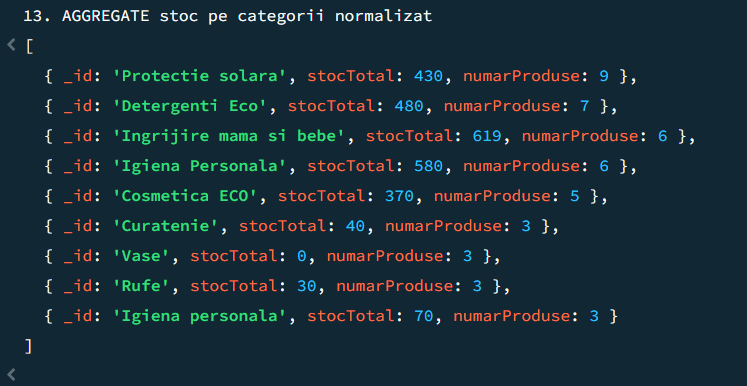 13. AGGREGATE stoc pe categorii normalizat
[
{ _id: 'Protectie solara', stocTotal: 430, numarProduse: 9 },
{ _id: 'Detergenti Eco', stocTotal: 480, numarProduse: 7 },
{ _id: 'Ingrijire mama si bebe', stocTotal: 619, numarProduse: 6 },
{ _id: 'Igiena Personala', stocTotal: 580, numarProduse: 6 },
{ _id: 'Cosmetica ECO', stocTotal: 370, numarProduse: 5 },
{ _id: 'Curatenie', stocTotal: 40, numarProduse: 3 },
{ _id: 'Vase', stocTotal: 0, numarProduse: 3 },
{ _id: 'Rufe', stocTotal: 30, numarProduse: 3 },
{ _id: 'Igiena personala', stocTotal: 70, numarProduse: 3 }
]